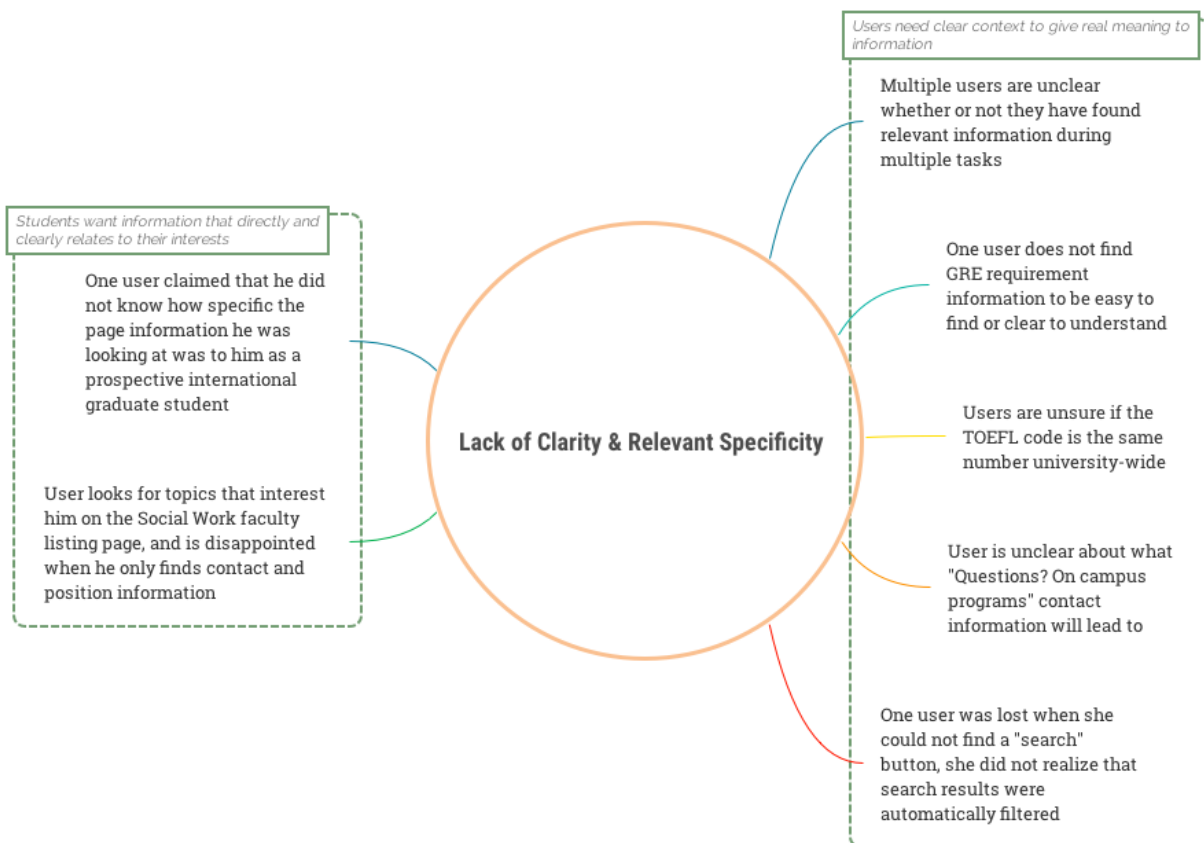 Users need clear context to give real meaning to
information
Multiple users are unclear
whether or not they have found
relevant information during
multiple tasks
Students want information that directly and
clearly relates to their interests
One user claimed that he did
not know how specific the
page information he was
looking at was to him as a
prospective international
graduate student
User looks for topics that interest
him on the Social Work faculty
listing page, and is disappointed
when he only finds contact and
position information
Lack of Clarity & Relevant Specificity
One user does not find
GRE requirement
information to be easy to
find or clear to understand
Users are unsure if the
TOEFL code is the same
number university-wide
User is unclear about what
"Questions? On campus
programs" contact
information will lead to
One user was lost when she
could not find a "search"
button, she did not realize that
search results were
automatically filtered